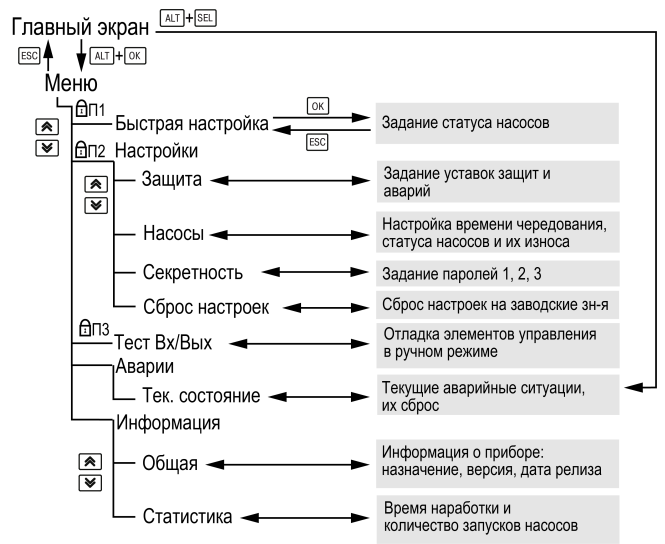 Главный экран
ALT+SEL
ESC
ALT+OK
Меню
П1
Быстрая настройка
OK
ESC
Задание статуса насосов
П2 Настройки
Защита
Задание уставок защит и
аварий
Насосы
Настройка времени чередования,
статуса насосов и их износа
Секретность
Задание паролей 1, 2, 3
Сброс настроек
Сброс настроек на заводские зн-я
П3
Тест Вх/Вых
Отладка элементов управления
в ручном режиме
Аварии
Тек. состояние
Текущие аварийные ситуации,
их сброс
Информация
Общая
Информация о приборе:
назначение, версия, дата релиза
Статистика
Время наработки и
количество запусков насосов